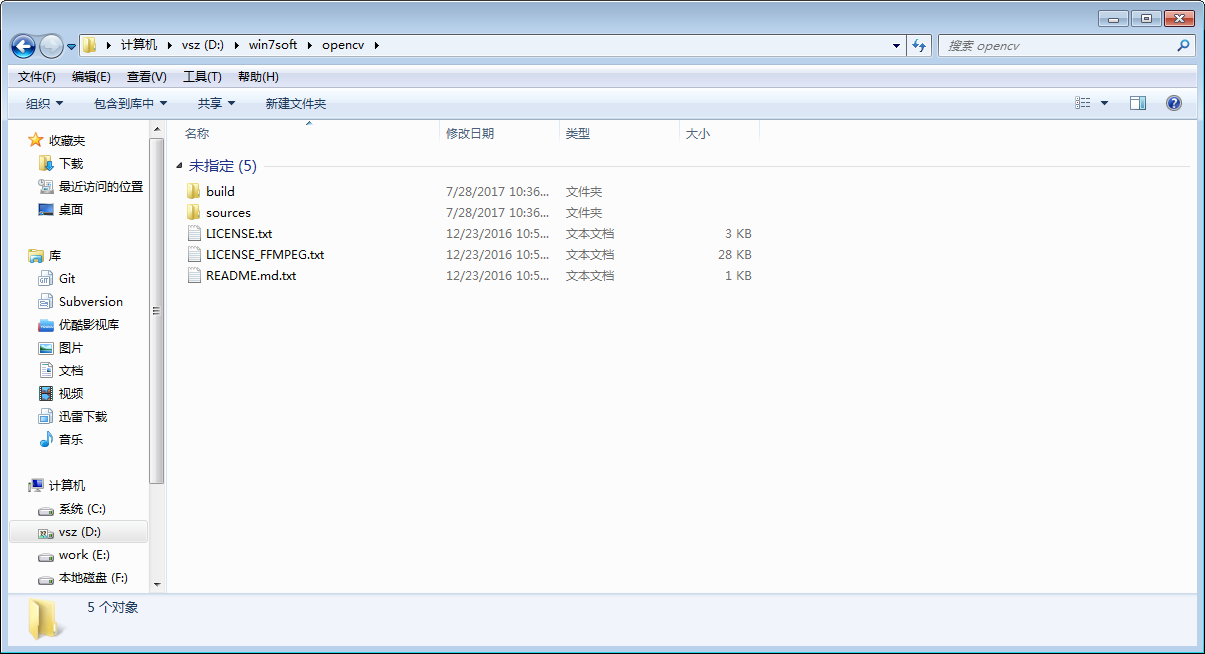 计算机 vsz (D:) win7soft opencv 搜索 opencv
文件(F) 编辑(E) 查看(V) 工具(T) 帮助(H)
组织 包含到库中 共享 新建文件夹
名称 修改日期 类型 大小
未指定 (5)
build 7/28/2017 10:36... 文件夹
sources 7/28/2017 10:36... 文件夹
LICENSE.txt 12/23/2016 10:5... 文本文档 3 KB
LICENSE_FFMPEG.txt 12/23/2016 10:5... 文本文档 28 KB
README.md.txt 12/23/2016 10:5... 文本文档 1 KB
收藏夹
下载
最近访问的位置
桌面
库
Git
Subversion
优酷影视库
图片
文档
视频
迅雷下载
音乐
计算机
系统 (C:)
vsz (D:)
work (E:)
本地磁盘 (F:)
5 个对象